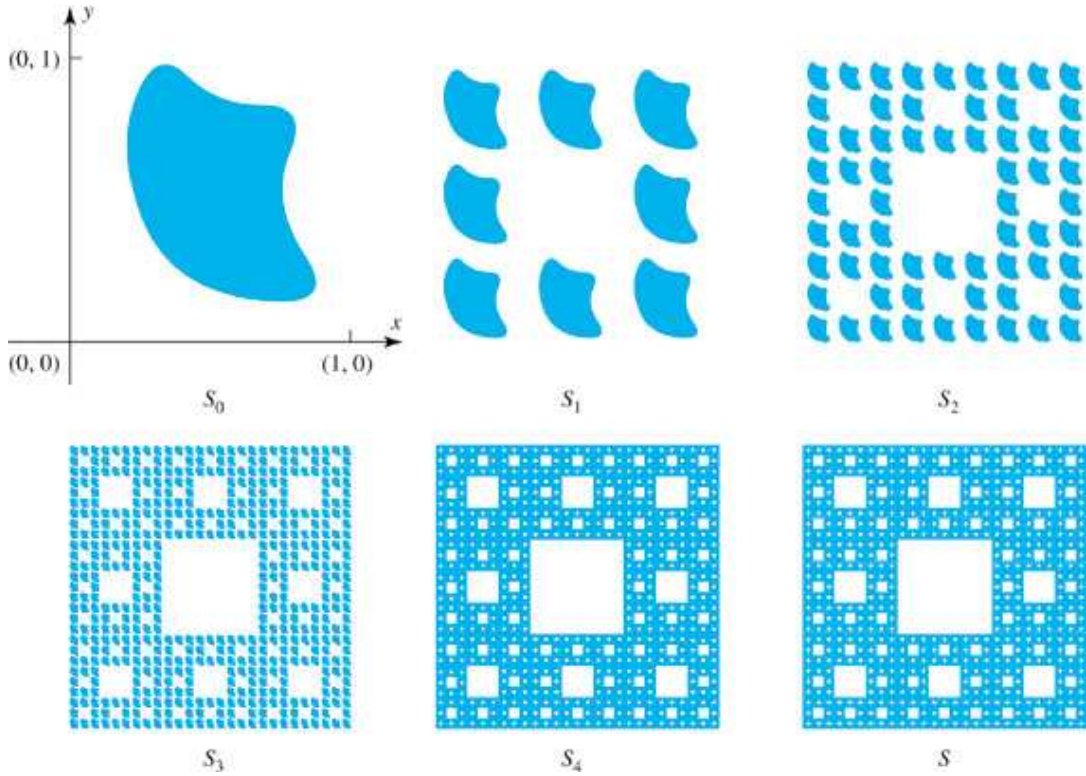 y
(0, 1)
x
(0, 0)
(1, 0)
S₀
S₁
S₂
S₃
S₄
S